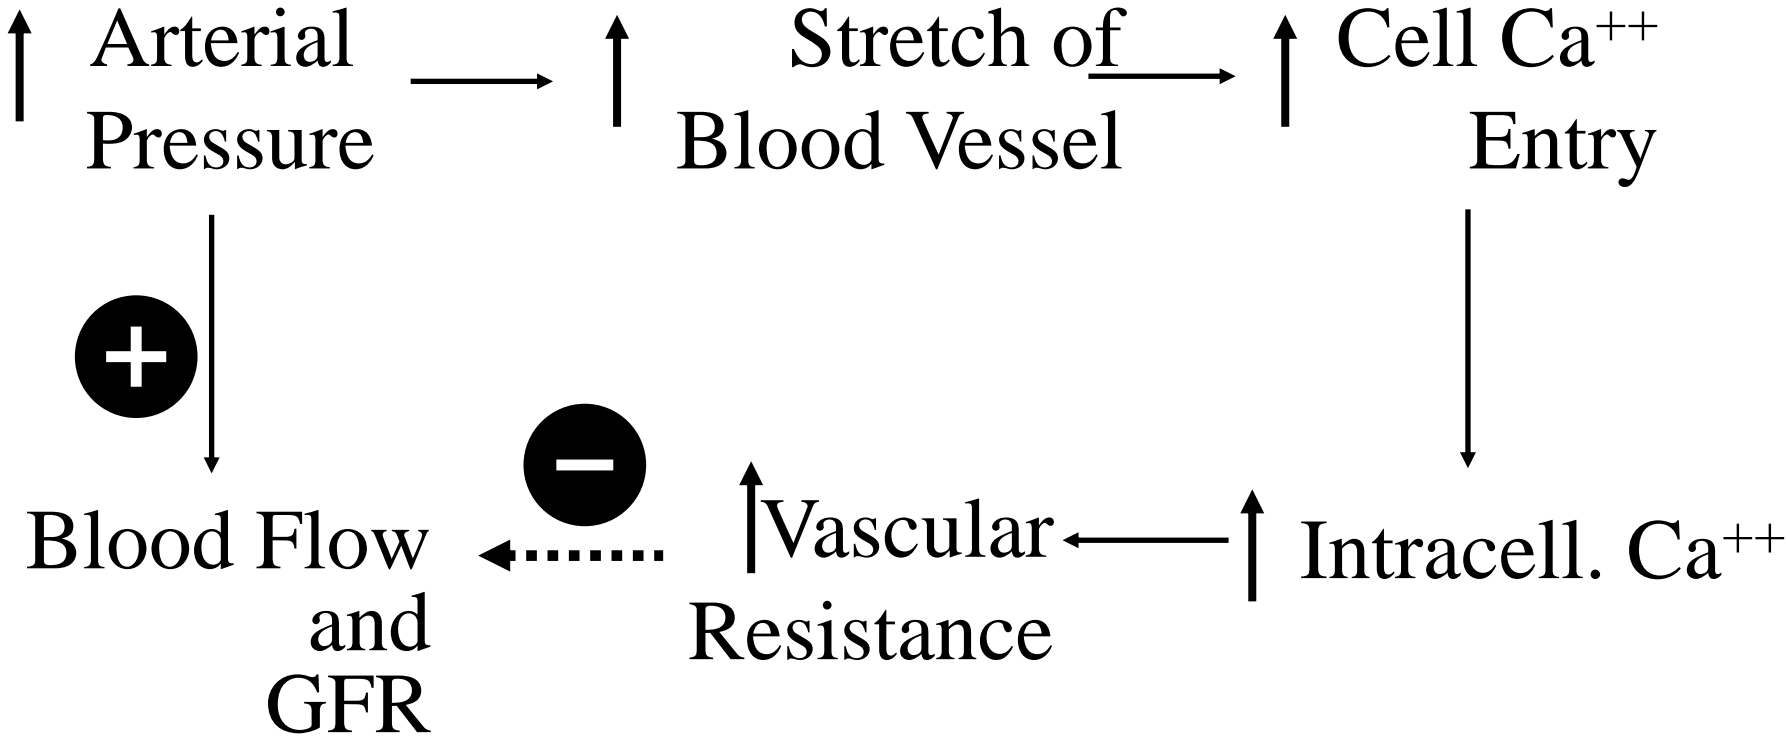 Arterial
Pressure
Stretch of
Blood Vessel
Cell Ca⁺⁺
Entry
+
−
Blood Flow
and
GFR
Vascular
Resistance
Intracell. Ca⁺⁺